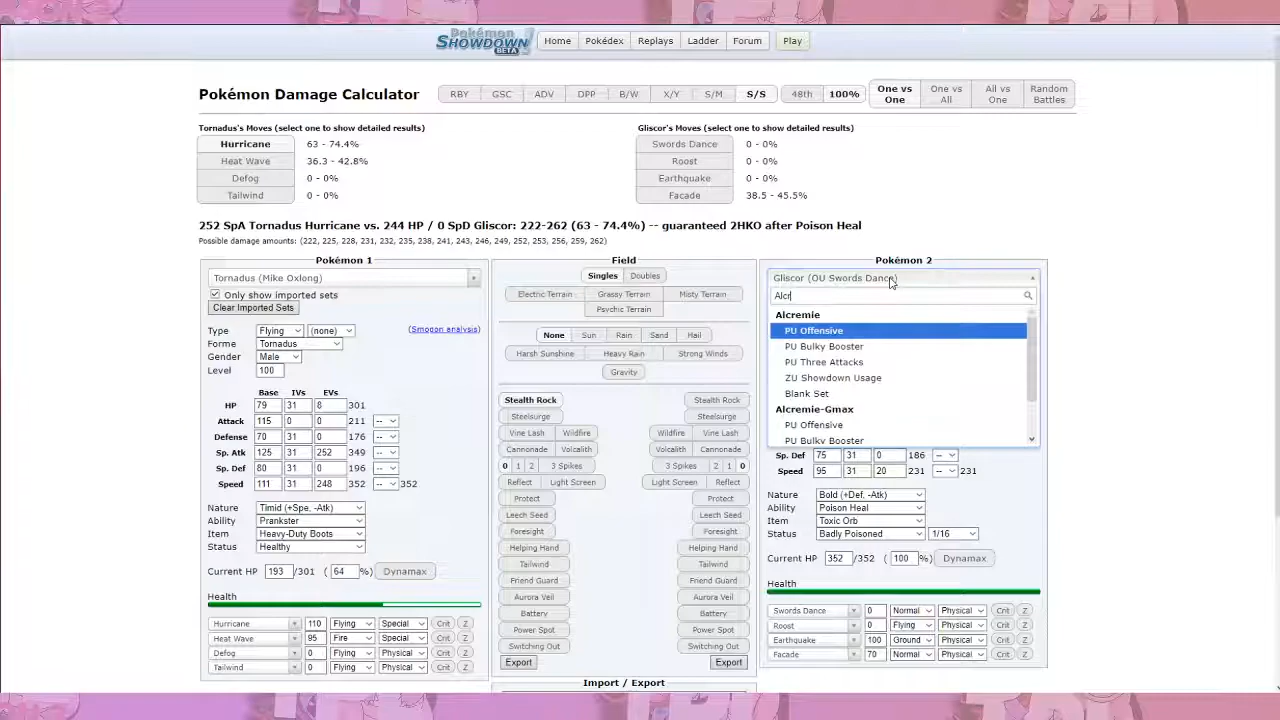 Pokémon
SHOWDOWN
BETA
Home Pokédex Replays Ladder Forum Play
Pokémon Damage Calculator
RBY GSC ADV DPP B/W X/Y S/M S/S 48th 100%
One vs One
One vs All
All vs One
Random Battles
Tornadus's Moves (select one to show detailed results)
Hurricane 63 - 74.4%
Heat Wave 36.3 - 42.8%
Defog 0 - 0%
Tailwind 0 - 0%
Gliscor's Moves (select one to show detailed results)
Swords Dance 0 - 0%
Roost 0 - 0%
Earthquake 0 - 0%
Facade 38.5 - 45.5%
252 SpA Tornadus Hurricane vs. 244 HP / 0 SpD Gliscor: 222-262 (63 - 74.4%) -- guaranteed 2HKO after Poison Heal
Possible damage amounts: (222, 225, 228, 231, 232, 235, 238, 241, 243, 246, 249, 252, 253, 256, 259, 262)
Pokémon 1
Tornadus (Mike Oxlong)
Only show imported sets
Clear Imported Sets
Type Flying (none) (Smogon analysis)
Forme Tornadus
Gender Male
Level 100
Base IVs EVs
HP 79 31 8 301
Attack 115 0 0 211 --
Defense 70 31 0 176 --
Sp. Atk 125 31 252 349 --
Sp. Def 80 31 0 196 --
Speed 111 31 248 352 -- 352
Nature Timid (+Spe, -Atk)
Ability Prankster
Item Heavy-Duty Boots
Status Healthy
Current HP 193 /301 ( 64 %) Dynamax
Health
Hurricane 110 Flying Special Crit Z
Heat Wave 95 Fire Special Crit Z
Defog 0 Flying Physical Crit Z
Tailwind 0 Flying Physical Crit Z
Field
Singles Doubles
Electric Terrain Grassy Terrain Misty Terrain
Psychic Terrain
None Sun Rain Sand Hail
Harsh Sunshine Heavy Rain Strong Winds
Gravity
Stealth Rock Stealth Rock
Steelsurge Steelsurge
Vine Lash Wildfire Wildfire Vine Lash
Cannonade Volcalith Volcalith Cannonade
0 1 2 3 Spikes 3 Spikes 2 1 0
Reflect Light Screen Light Screen Reflect
Protect Protect
Leech Seed Leech Seed
Foresight Foresight
Helping Hand Helping Hand
Tailwind Tailwind
Friend Guard Friend Guard
Aurora Veil Aurora Veil
Battery Battery
Power Spot Power Spot
Switching Out Switching Out
Export Export
Import / Export
Pokémon 2
Gliscor (OU Swords Dance)
Alcr
Alcremie
PU Offensive
PU Bulky Booster
PU Three Attacks
ZU Showdown Usage
Blank Set
Alcremie-Gmax
PU Offensive
PU Bulky Booster
Sp. Def 75 31 0 186 --
Speed 95 31 20 231 -- 231
Nature Bold (+Def, -Atk)
Ability Poison Heal
Item Toxic Orb
Status Badly Poisoned 1/16
Current HP 352 /352 ( 100 %) Dynamax
Health
Swords Dance 0 Normal Physical Crit Z
Roost 0 Flying Physical Crit Z
Earthquake 100 Ground Physical Crit Z
Facade 70 Normal Physical Crit Z